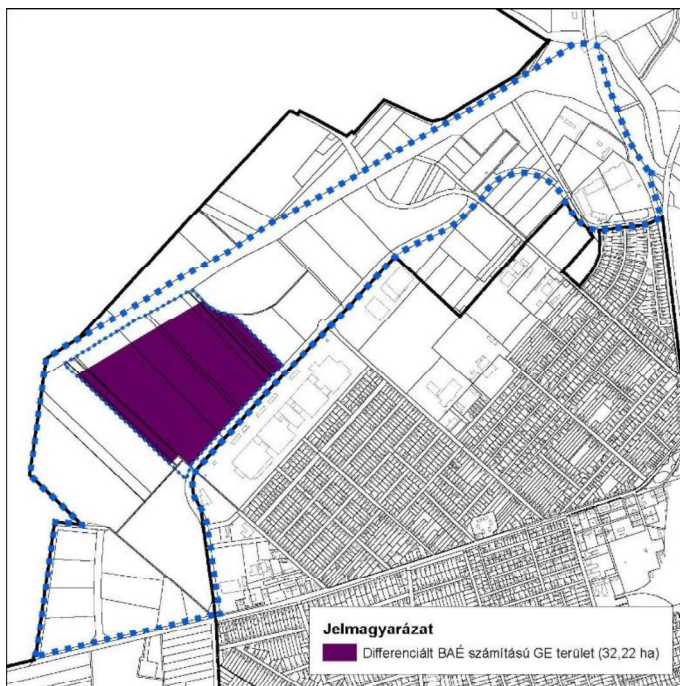 Jelmagyarázat
Differenciált BAÉ számítású GE terület (32,22 ha)